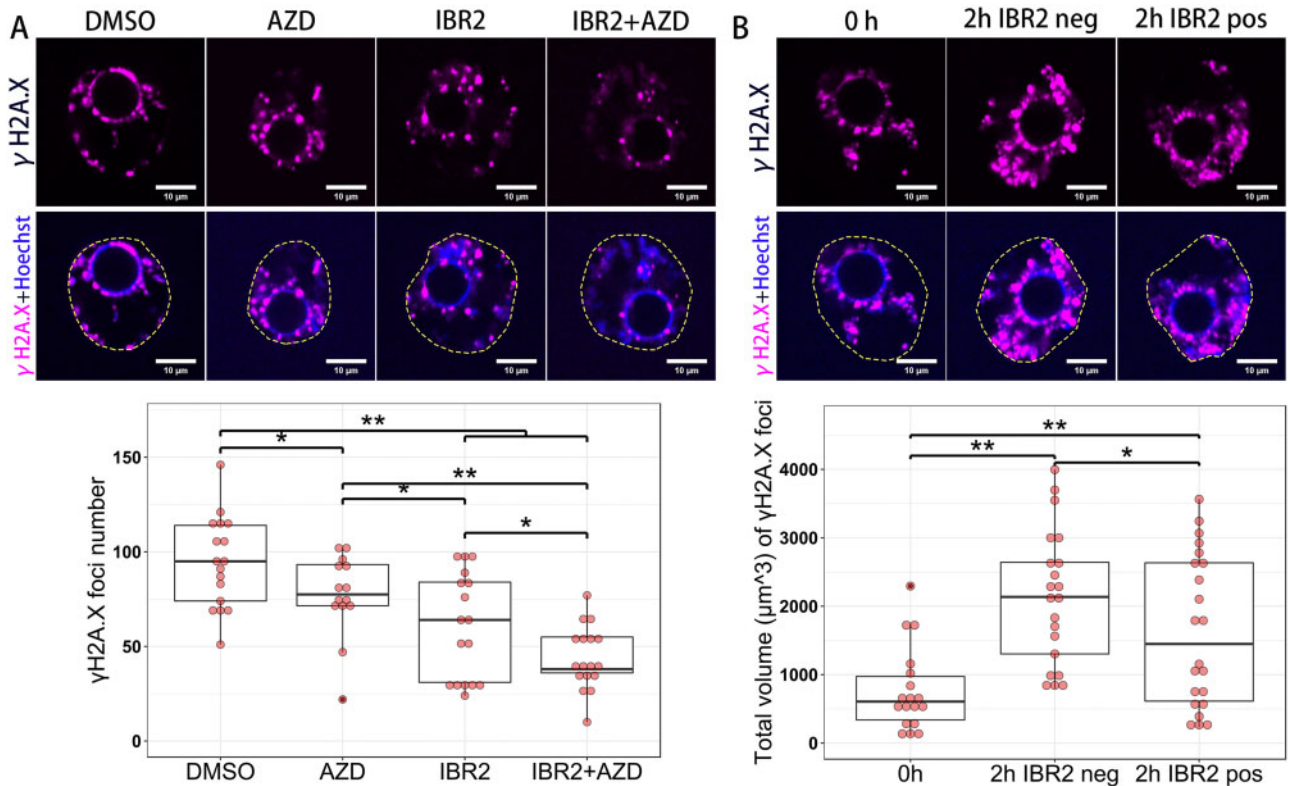 A
DMSO
AZD
IBR2
IBR2+AZD
γ H2A.X
10 µm
10 µm
10 µm
10 µm
γ H2A.X+Hoechst
10 µm
10 µm
10 µm
10 µm
γH2A.X foci number
150
100
50
0
**
*
**
*
*
DMSO
AZD
IBR2
IBR2+AZD
B
0 h
2h IBR2 neg
2h IBR2 pos
γ H2A.X
10 µm
10 µm
10 µm
γ H2A.X+Hoechst
10 µm
10 µm
10 µm
Total volume (µm^3) of γH2A.X foci
4000
3000
2000
1000
0
**
**
*
0h
2h IBR2 neg
2h IBR2 pos